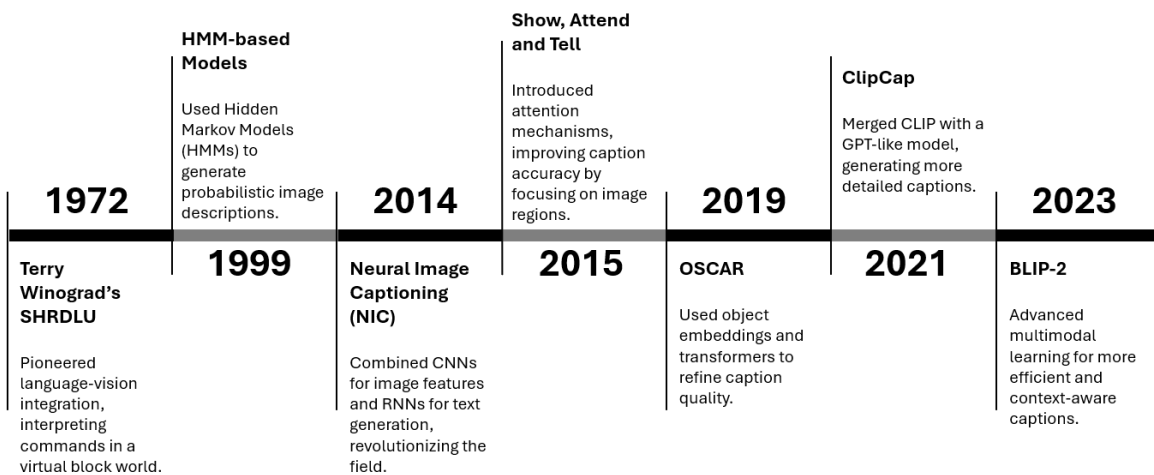 1972
Terry
Winograd's
SHRDLU
Pioneered
language-vision
integration,
interpreting
commands in a
virtual block world.
HMM-based
Models
Used Hidden
Markov Models
(HMMs) to
generate
probabilistic image
descriptions.
1999
2014
Neural Image
Captioning
(NIC)
Combined CNNs
for image features
and RNNs for text
generation,
revolutionizing the
field.
Show, Attend
and Tell
Introduced
attention
mechanisms,
improving caption
accuracy by
focusing on image
regions.
2015
2019
OSCAR
Used object
embeddings and
transformers to
refine caption
quality.
ClipCap
Merged CLIP with a
GPT-like model,
generating more
detailed captions.
2021
2023
BLIP-2
Advanced
multimodal
learning for more
efficient and
context-aware
captions.